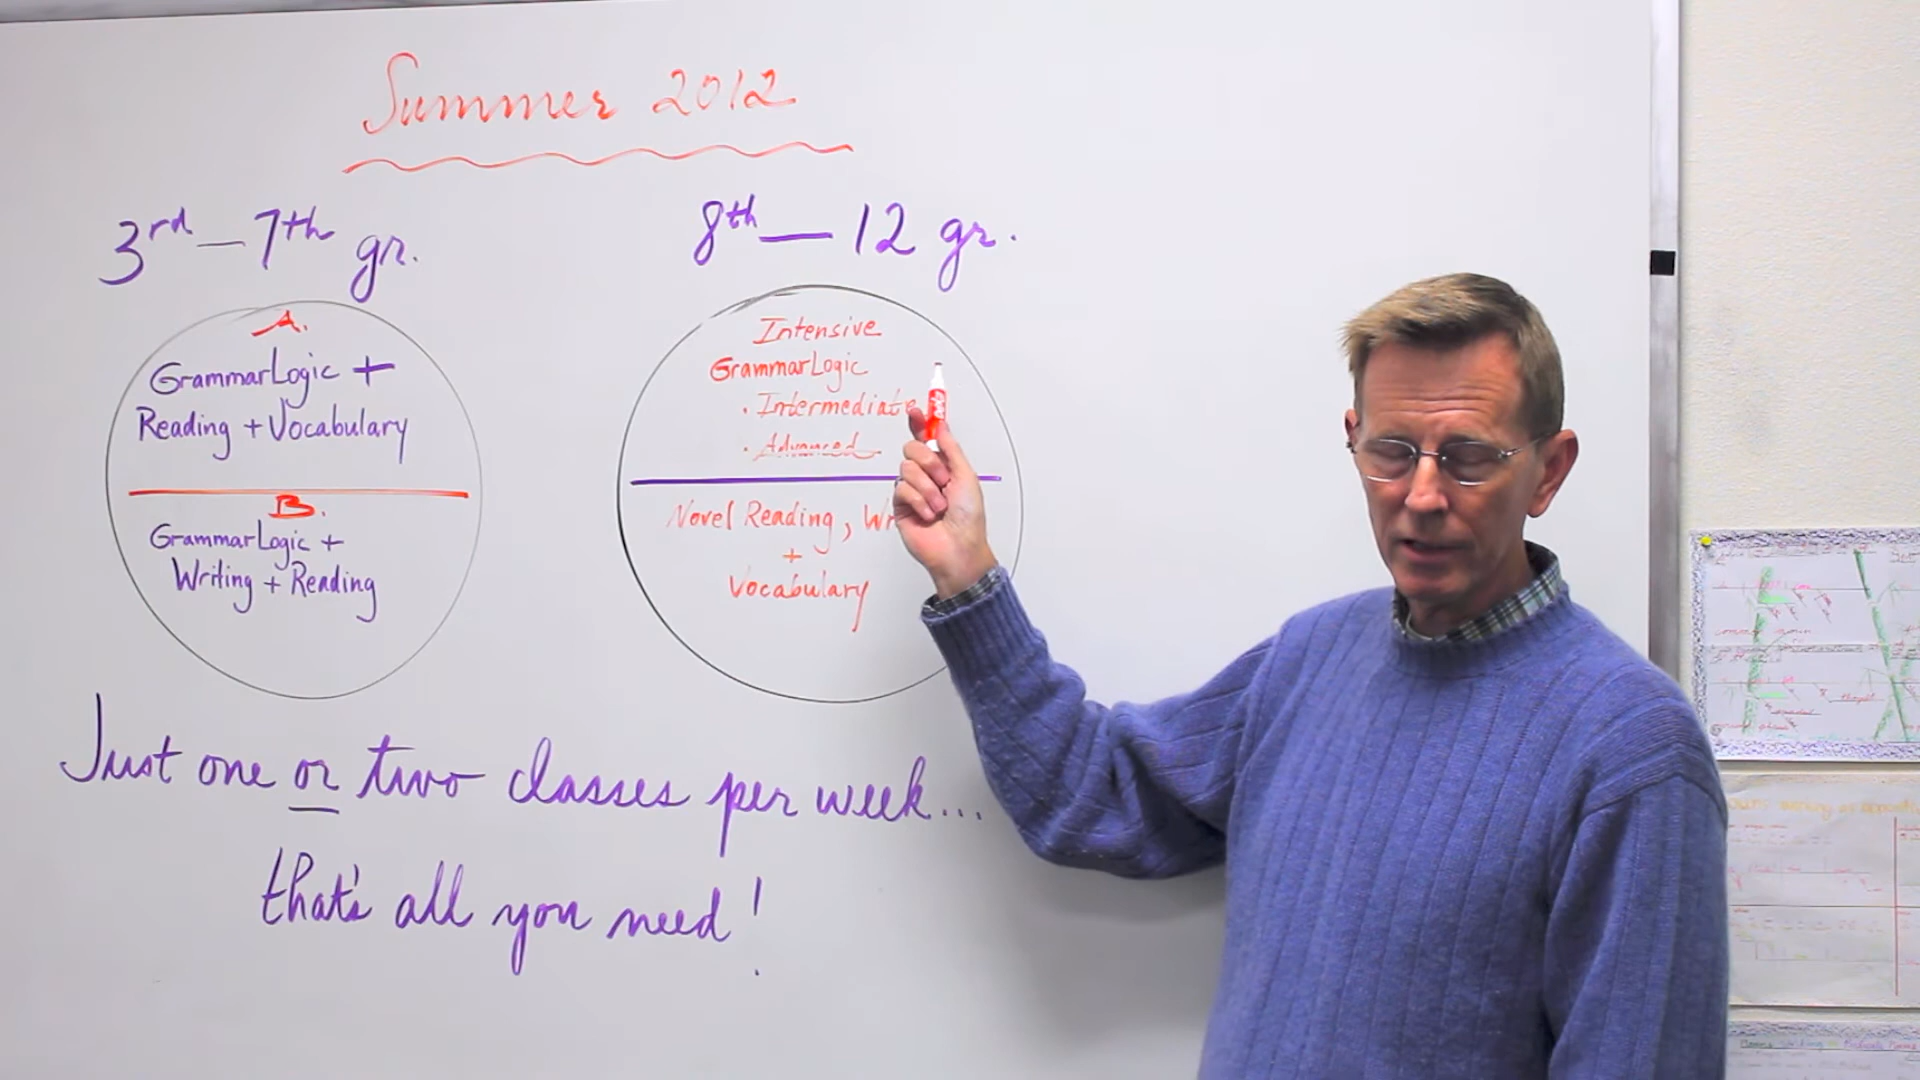 Summer 2012
3rd — 7th gr.
A.
GrammarLogic +
Reading + Vocabulary
B.
GrammarLogic +
Writing + Reading
8th — 12 gr.
Intensive
GrammarLogic
· Intermediate
· Advanced
Novel Reading,
+
Vocabulary
Just one or two classes per week...
that's all you need!